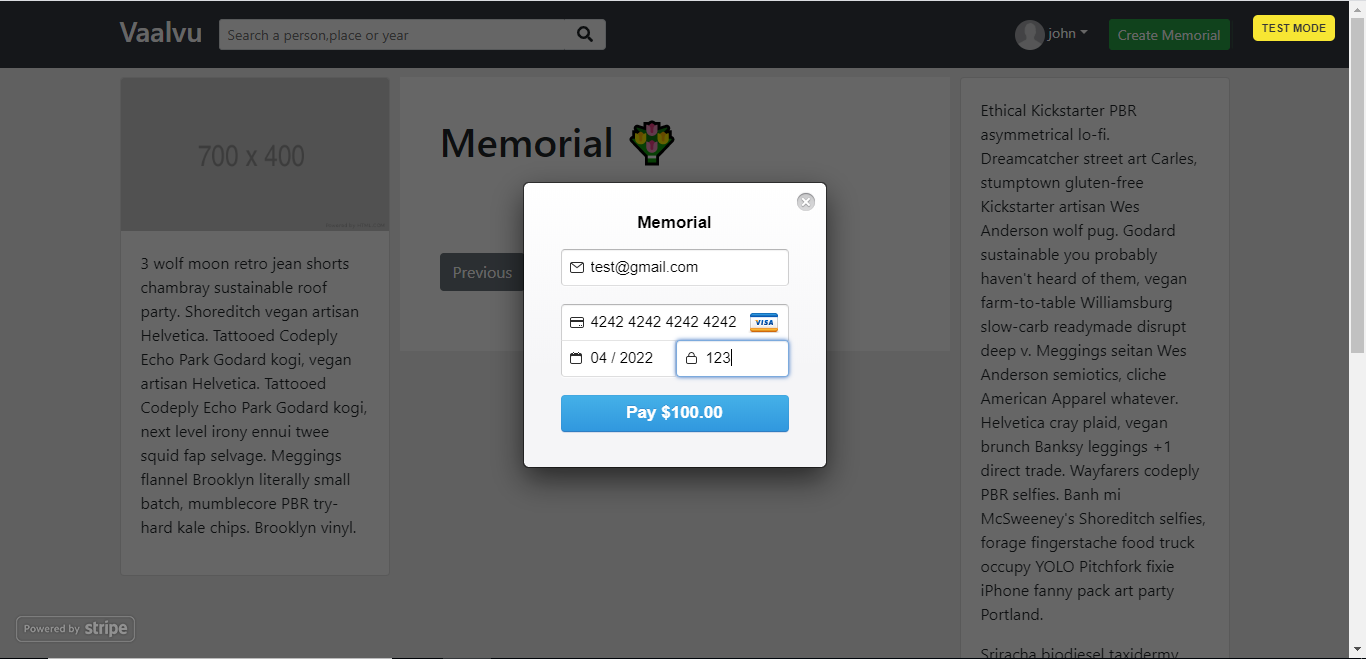 Vaalvu
Search a person,place or year
john
Create Memorial
TEST MODE
700 x 400
3 wolf moon retro jean shorts
chambray sustainable roof
party. Shoreditch vegan artisan
Helvetica. Tattooed Codeply
Echo Park Godard kogi, vegan
artisan Helvetica. Tattooed
Codeply Echo Park Godard kogi,
next level irony ennui twee
squid fap selvage. Meggings
flannel Brooklyn literally small
batch, mumblecore PBR try-
hard kale chips. Brooklyn vinyl.
Memorial
Previous
Memorial
test@gmail.com
4242 4242 4242 4242
VISA
04 / 2022
123
Pay $100.00
Ethical Kickstarter PBR
asymmetrical lo-fi.
Dreamcatcher street art Carles,
stumptown gluten-free
Kickstarter artisan Wes
Anderson wolf pug. Godard
sustainable you probably
haven't heard of them, vegan
farm-to-table Williamsburg
slow-carb readymade disrupt
deep v. Meggings seitan Wes
Anderson semiotics, cliche
American Apparel whatever.
Helvetica cray plaid, vegan
brunch Banksy leggings +1
direct trade. Wayfarers codeply
PBR selfies. Banh mi
McSweeney's Shoreditch selfies,
forage fingerstache food truck
occupy YOLO Pitchfork fixie
iPhone fanny pack art party
Portland.
Sriracha biodiesel taxidermy
Powered by stripe